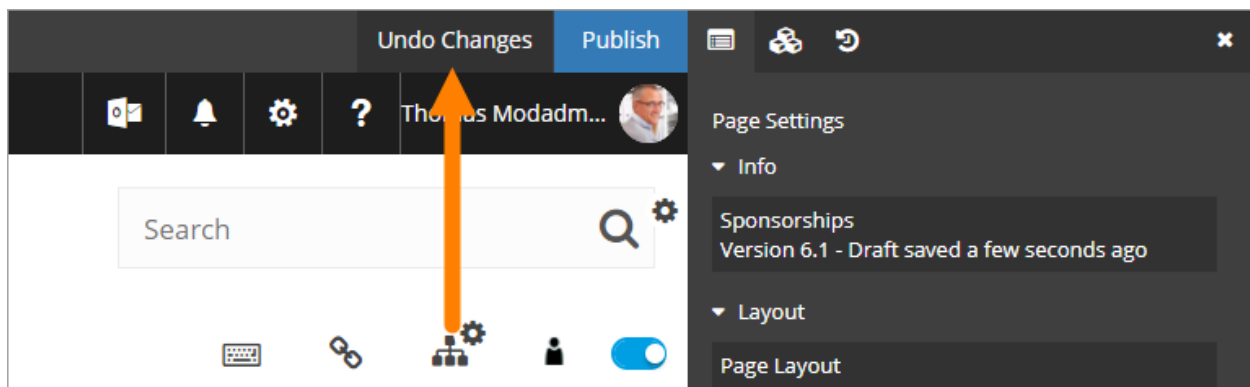 Undo Changes
Publish
?
Thomas Modadm...
Page Settings
Info
Search
Sponsorships
Version 6.1 - Draft saved a few seconds ago
Layout
Page Layout